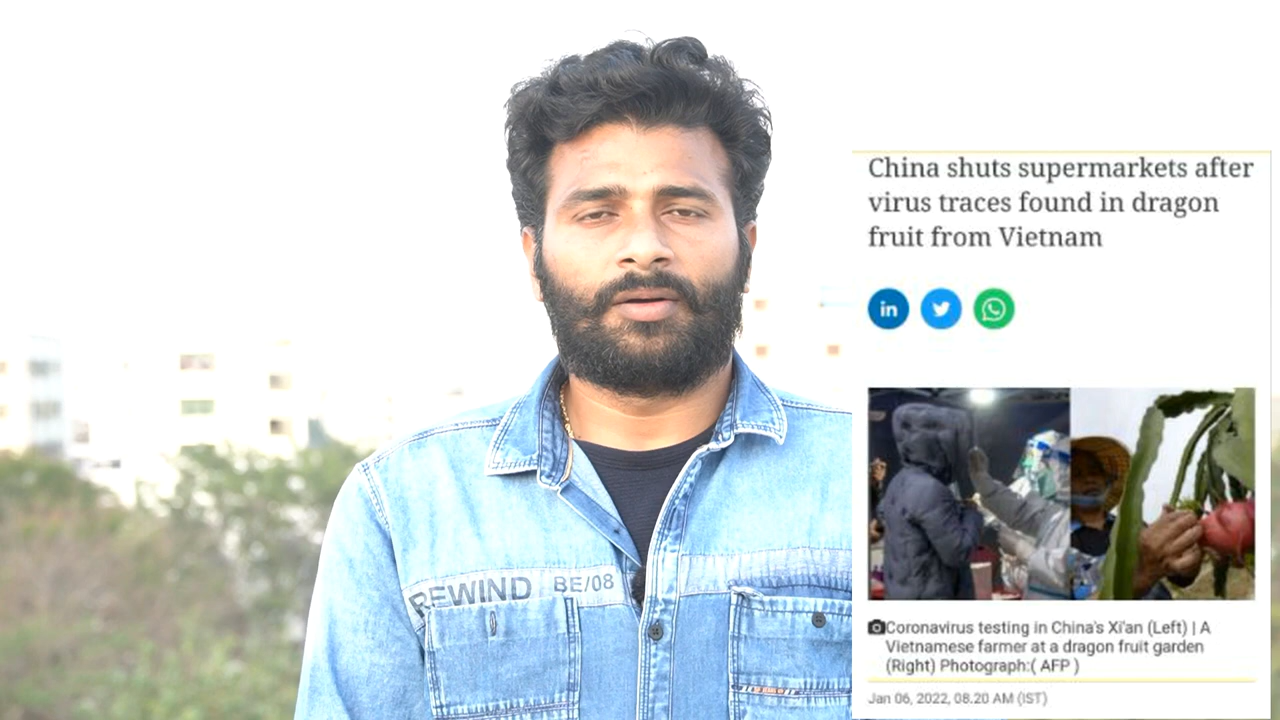 China shuts supermarkets after
virus traces found in dragon
fruit from Vietnam
in
Coronavirus testing in China's Xi'an (Left) | A
Vietnamese farmer at a dragon fruit garden
(Right) Photograph:( AFP )
Jan 06, 2022, 08.20 AM (IST)
REWIND BE/08